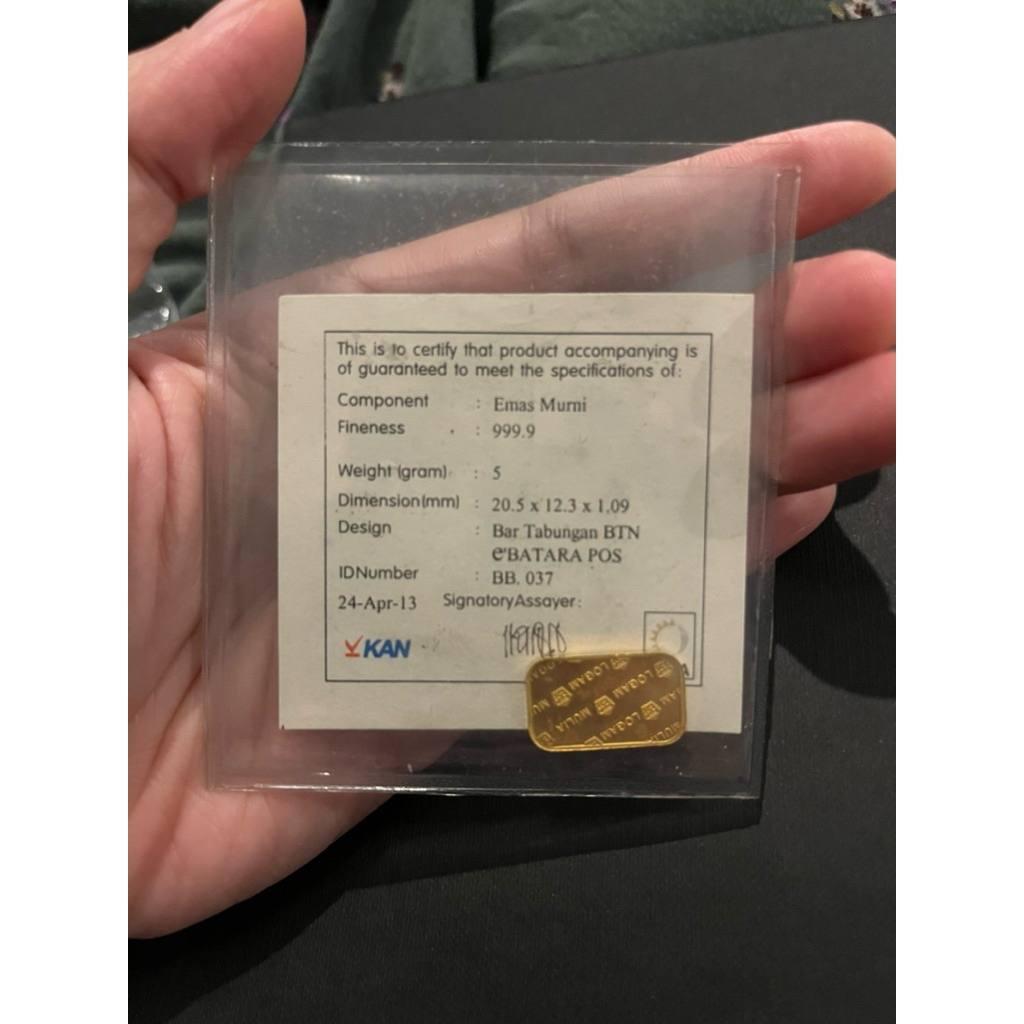 This is to certify that product accompanying is
of guaranteed to meet the specifications of:
Component : Emas Murni
Fineness : 999.9
Weight (gram) : 5
Dimension(mm) : 20.5 x 12.3 x 1.09
Design : Bar Tabungan BTN
e'BATARA POS
IDNumber : BB. 037
24-Apr-13 SignatoryAssayer:
KAN
LOGAM
MULIA LOGAM
MULIA LOGAM